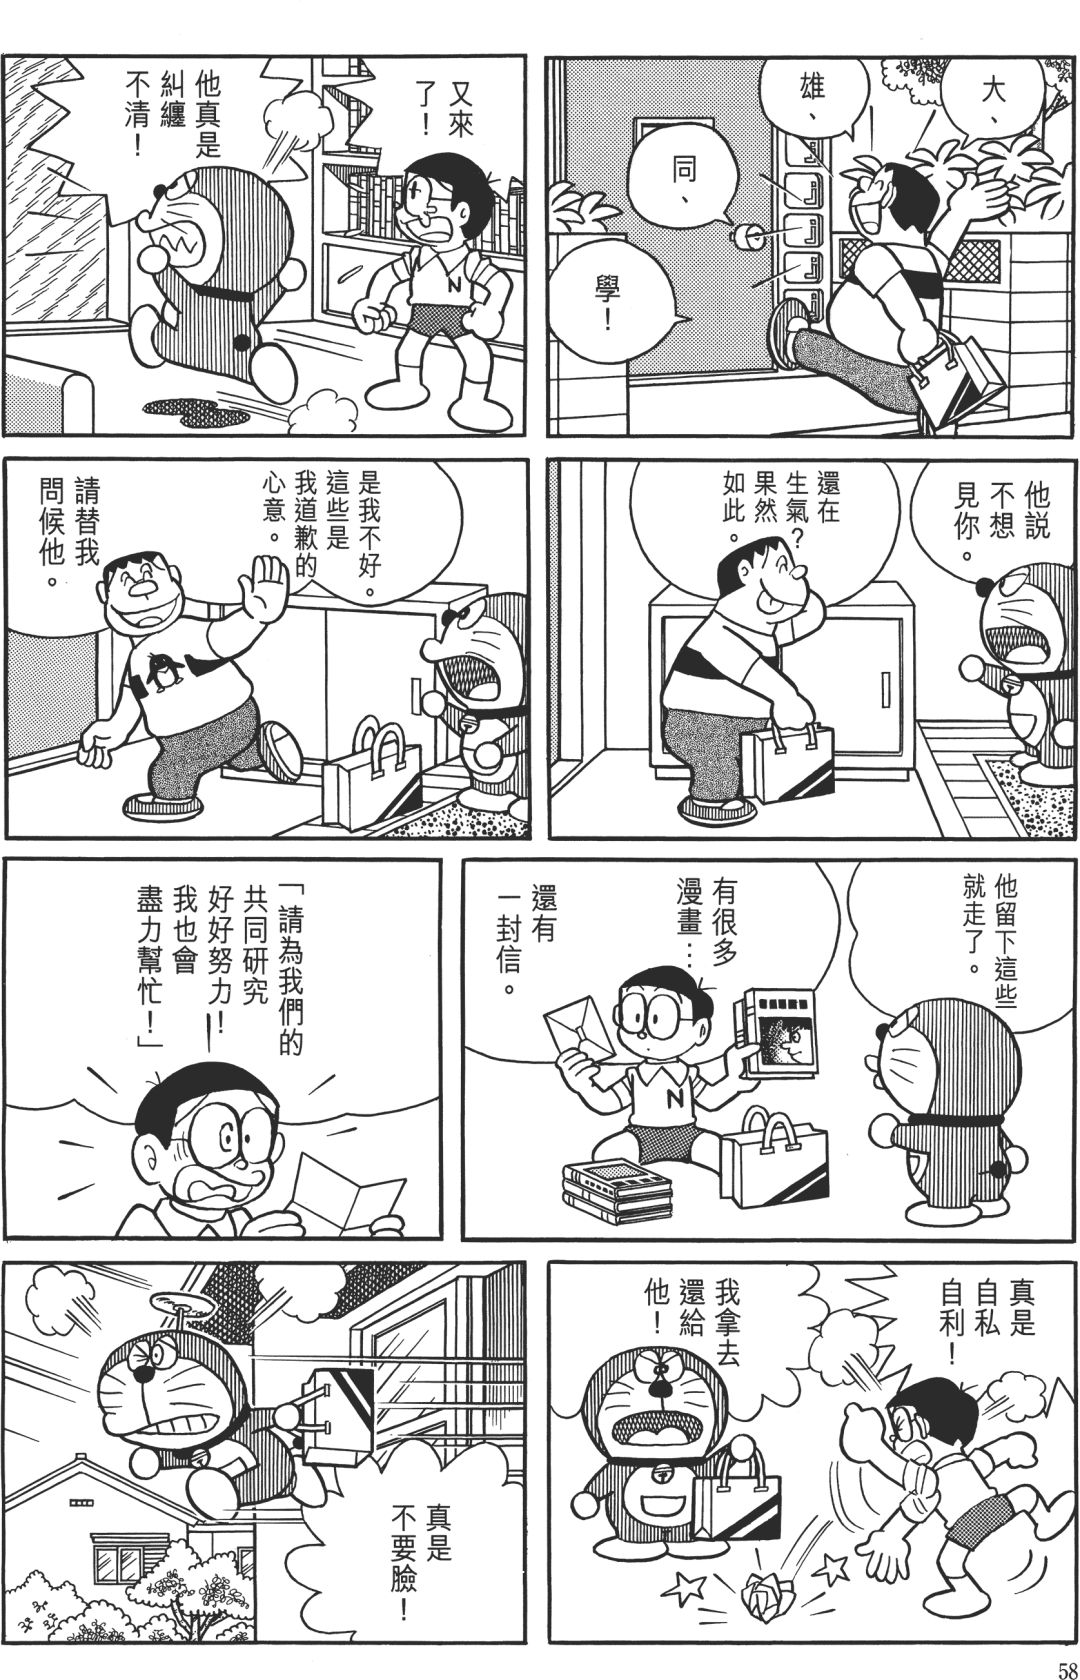 大、
雄、
同、
學！
又來
了！
他真是
糾纏
不清！
他説
不想
見你。
還在
生氣？
果然
如此。
是我不好。
這些是
我道歉的
心意。
請替我
問候他。
他留下這些
就走了。
有很多
漫畫…
還有
一封信。
「請為我們的
共同研究
好好努力！
我也會
盡力幫忙！」
真是
自私
自利！
我拿去
還給
他！
真是
不要臉！
58